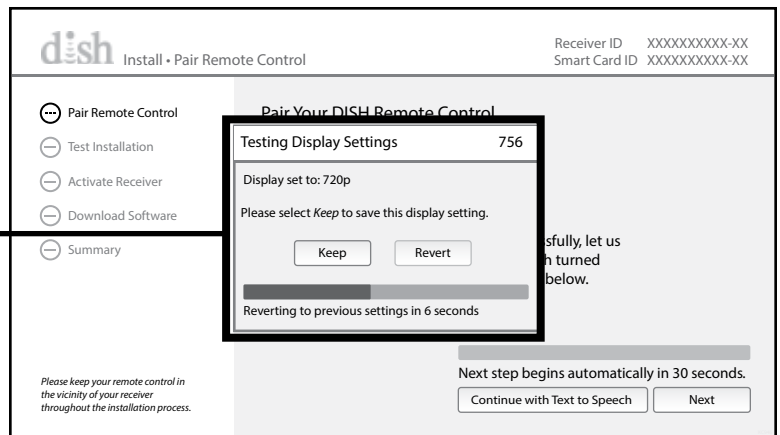 dish Install • Pair Remote Control
Receiver ID XXXXXXXXXX-XX
Smart Card ID XXXXXXXXXX-XX
Pair Remote Control
Test Installation
Activate Receiver
Download Software
Summary
Please keep your remote control in
the vicinity of your receiver
throughout the installation process.
Pair Your DISH Remote Control
Testing Display Settings 756
Display set to: 720p
Please select Keep to save this display setting.
Keep Revert
Reverting to previous settings in 6 seconds
sfully, let us
turned
below.
Next step begins automatically in 30 seconds.
Continue with Text to Speech Next